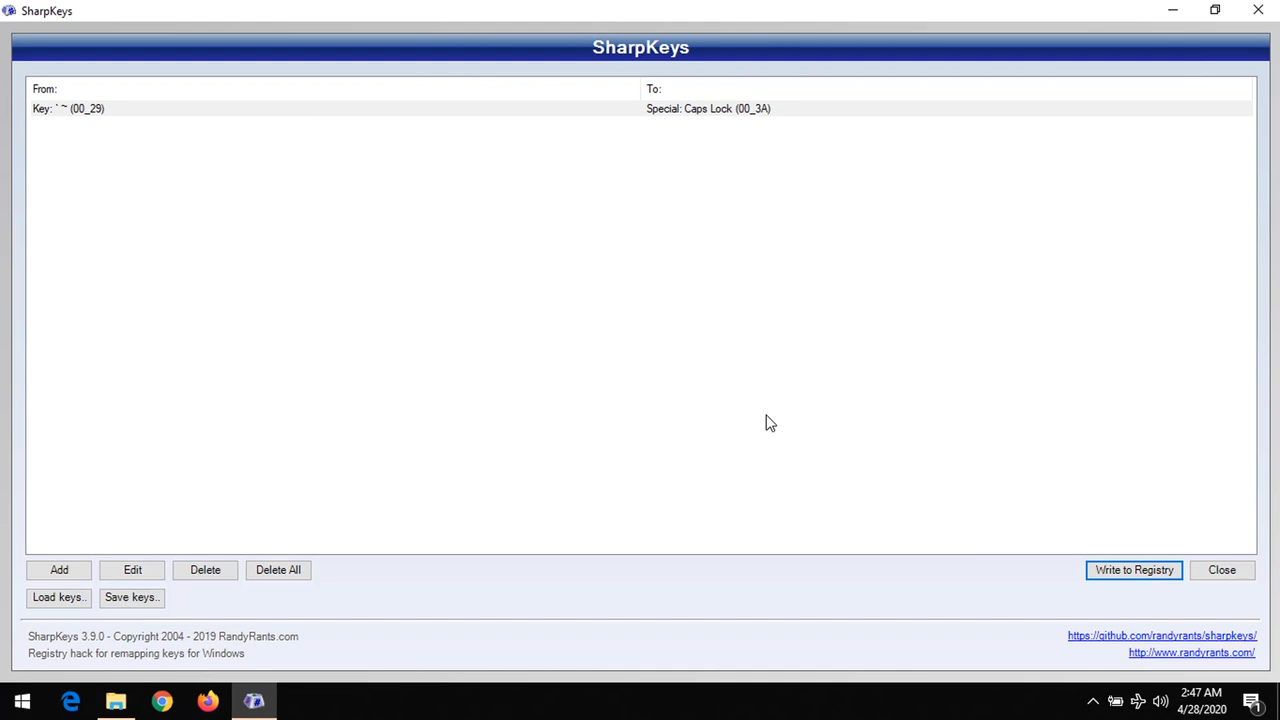 SharpKeys
SharpKeys
From: To:
Key: ` ~ (00_29) Special: Caps Lock (00_3A)
Add Edit Delete Delete All Write to Registry Close
Load keys.. Save keys..
SharpKeys 3.9.0 - Copyright 2004 - 2019 RandyRants.com https://github.com/randyrants/sharpkeys/
Registry hack for remapping keys for Windows http://www.randyrants.com/
2:47 AM
4/28/2020
1